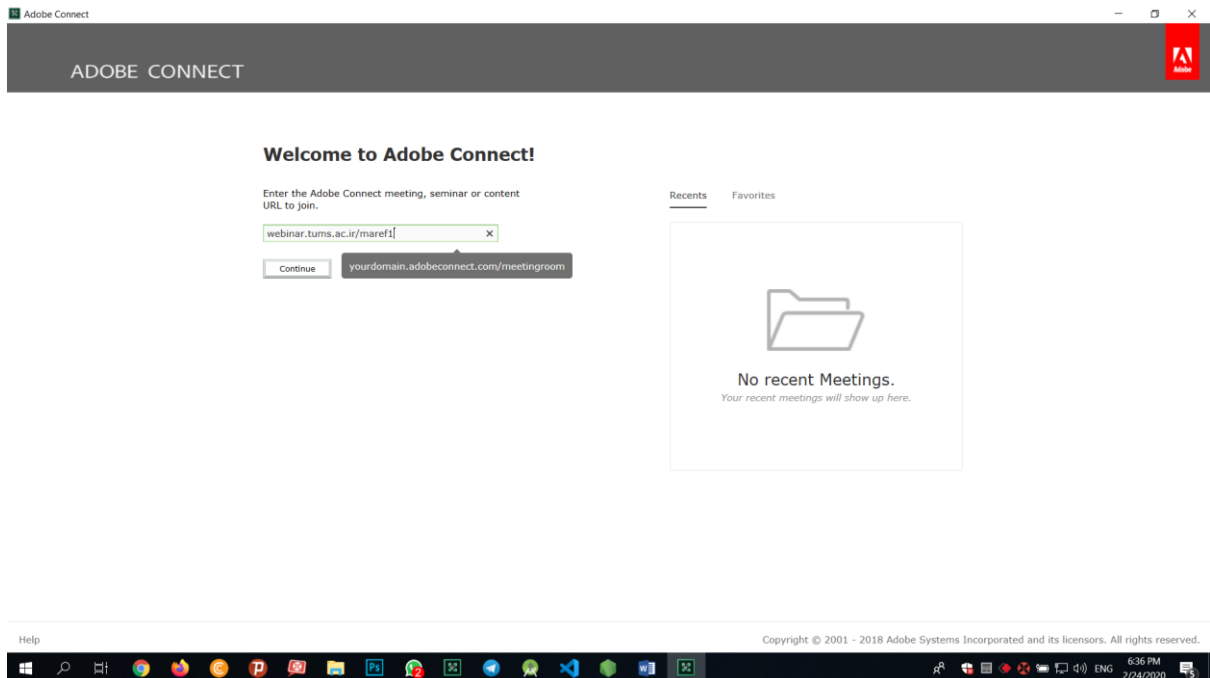 Adobe Connect
ADOBE CONNECT
Adobe
Welcome to Adobe Connect!
Enter the Adobe Connect meeting, seminar or content
URL to join.
webinar.tums.ac.ir/maref1
Continue
yourdomain.adobeconnect.com/meetingroom
Recents Favorites
No recent Meetings.
Your recent meetings will show up here.
Help
Copyright © 2001 - 2018 Adobe Systems Incorporated and its licensors. All rights reserved.
Ps
2
ENG
6:36 PM
2/24/2020
5